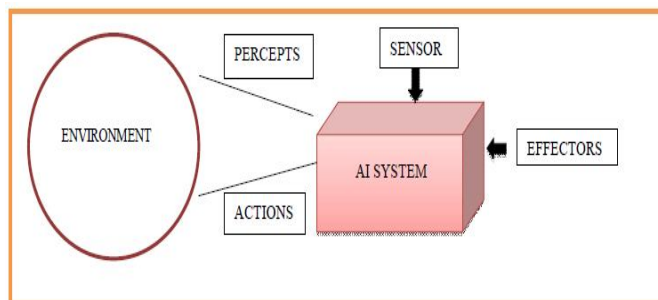 PERCEPTS
SENSOR
ENVIRONMENT
AI SYSTEM
EFFECTORS
ACTIONS